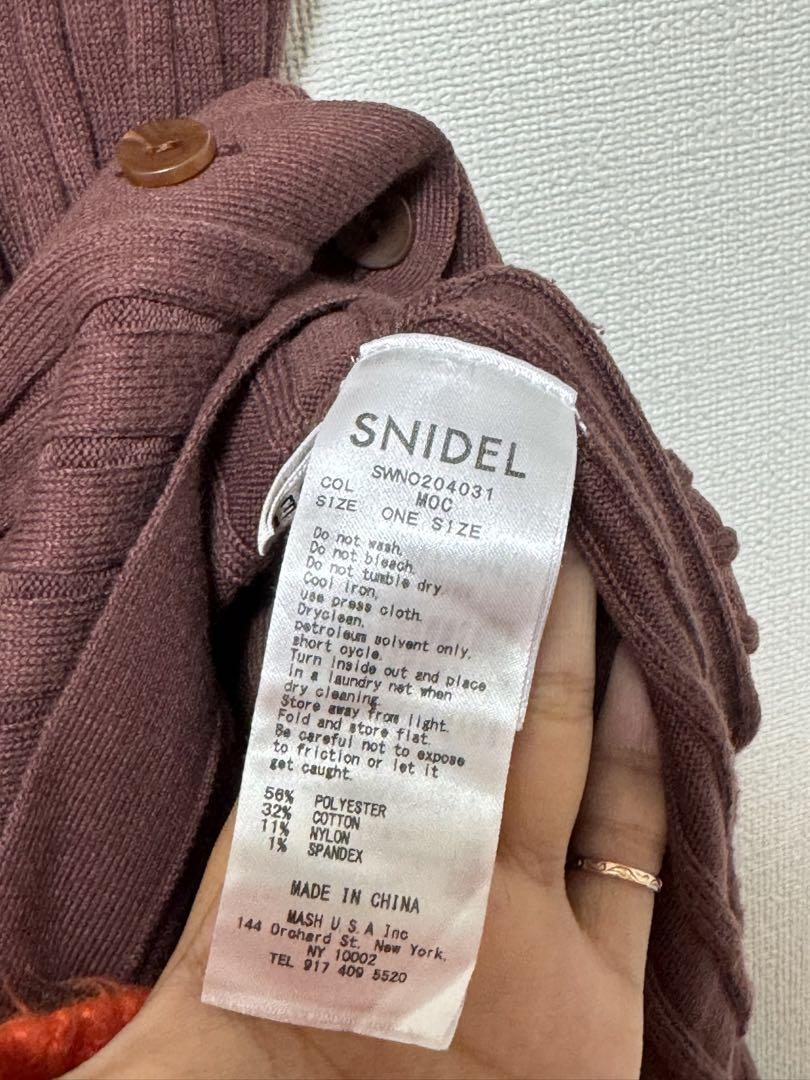 SNIDEL
SWNO204031
COL MOC
SIZE ONE SIZE
Do not wash.
Do not bleach.
Do not tumble dry.
Cool iron,
use press cloth.
Dryclean,
petroleum solvent only,
short cycle.
Turn inside out and place
in a laundry net when
dry cleaning.
Store away from light.
Fold and store flat.
Be careful not to expose
to friction or let it
get caught.
56% POLYESTER
32% COTTON
11% NYLON
1% SPANDEX
MADE IN CHINA
MASH U.S.A Inc
144 Orchard St, New York,
NY 10002
TEL 917 409 5520